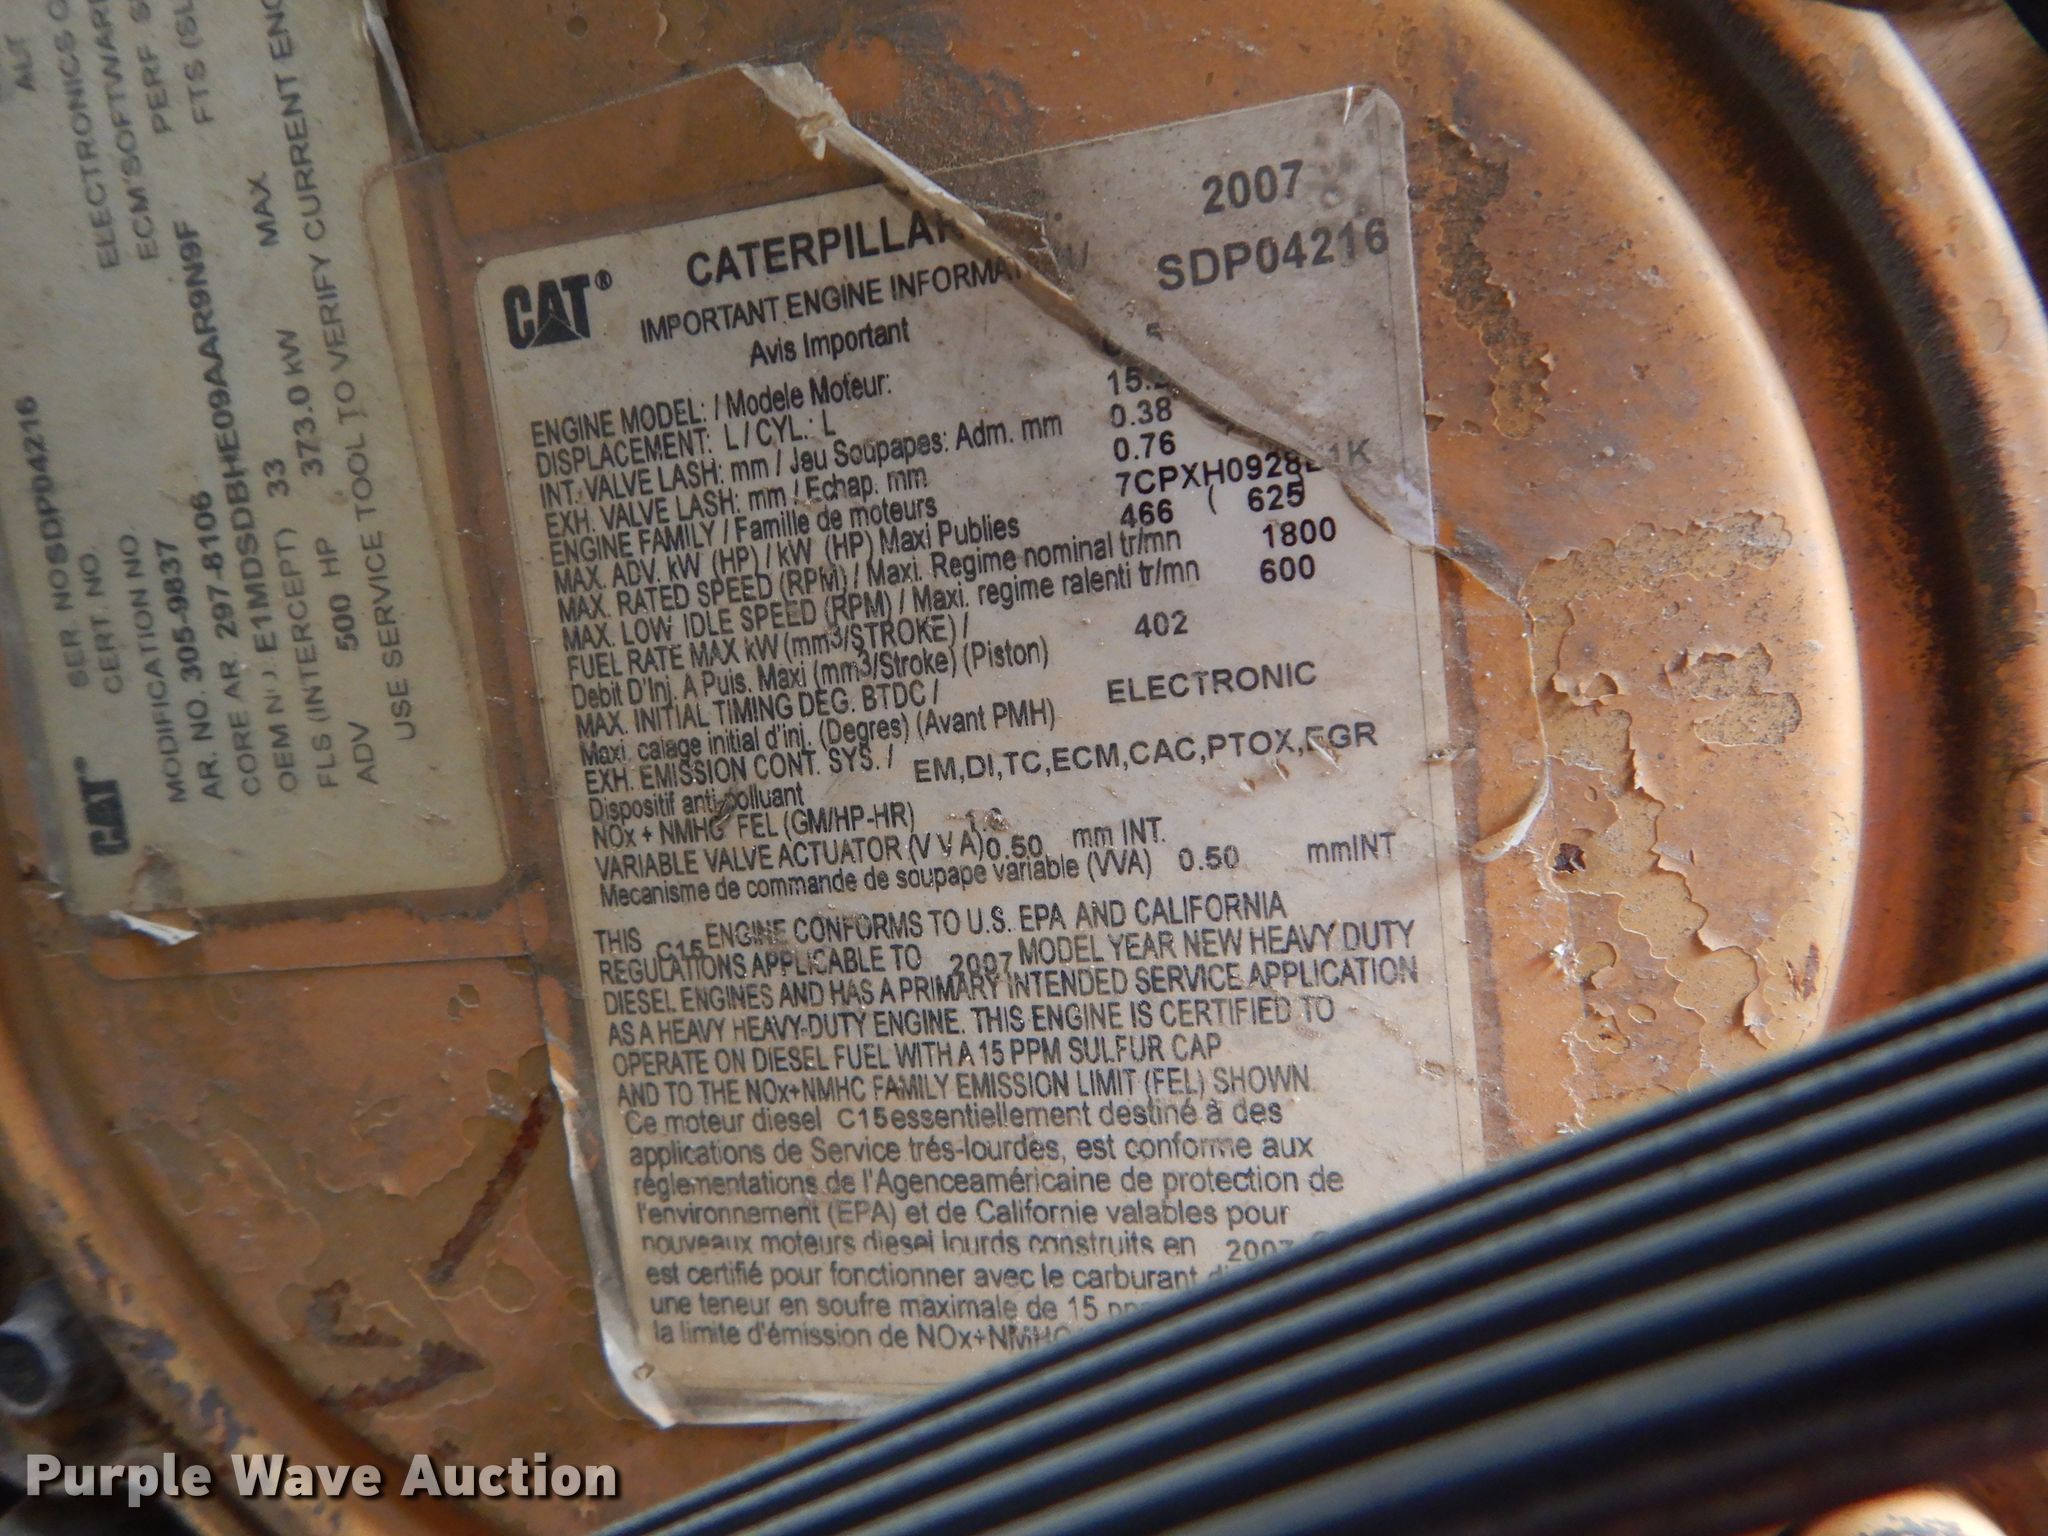 ALT
ELECTRONICS
ECM'SOFTWARE
PERF
FTS
SER NOSDP04216
CERT. NO.
MODIFICATION NO.
AR. NO. 305-9837
CORE AR. 297-8106
OEM NO. E1MDSDBHE09AAR9N9F
FLS (INTERCEPT) 33 MAX
ADV 500 HP 373.0 kW
USE SERVICE TOOL TO VERIFY CURRENT
CAT
CAT®
CATERPILLAR 2007
IMPORTANT ENGINE SDP04216
Avis Important
ENGINE MODEL: / Modele Moteur:
DISPLACEMENT: L / CYL.: L
INT. VALVE LASH: mm / Jeu Soupapes: Adm. mm 0.38
EXH. VALVE LASH: mm / Echap. mm 0.76
ENGINE FAMILY / Famille de moteurs
MAX. ADV. kW (HP) / kW (HP) Maxi Publies 466 ( 625
MAX. RATED SPEED (RPM) / Maxi. Regime nominal tr/mn 1800
MAX. LOW IDLE SPEED (RPM) / Maxi. regime ralenti tr/mn 600
FUEL RATE MAX kW (mm3/STROKE) /
Debit D'Inj. A Puis. Maxi (mm3/Stroke) (Piston) 402
MAX. INITIAL TIMING DEG. BTDC /
Maxi. calage initial d'inj. (Degres) (Avant PMH) ELECTRONIC
EXH. EMISSION CONT. SYS. / EM,DI,TC,ECM,CAC,PTOX,EGR
Dispositif anti-polluant
NOx + NMHC FEL (GM/HP-HR)
VARIABLE VALVE ACTUATOR (V V A)0.50 mm INT.
Mecanisme de commande de soupape variable (VVA) 0.50 mmINT
THIS C15 ENGINE CONFORMS TO U.S. EPA AND CALIFORNIA
REGULATIONS APPLICABLE TO 2007 MODEL YEAR NEW HEAVY DUTY
DIESEL ENGINES AND HAS A PRIMARY INTENDED SERVICE APPLICATION
AS A HEAVY HEAVY-DUTY ENGINE. THIS ENGINE IS CERTIFIED TO
OPERATE ON DIESEL FUEL WITH A 15 PPM SULFUR CAP
AND TO THE NOx+NMHC FAMILY EMISSION LIMIT (FEL) SHOWN.
Ce moteur diesel C15essentiellement destiné à des
applications de Service trés-lourdes, est conforme aux
réglementations de l'Agenceaméricaine de protection de
l'environnement (EPA) et de Californie valables pour
nouveaux moteurs diesel lourds construits en 2007
est certifié pour fonctionner avec le carburant
une teneur en soufre maximale de 15
la limite d'émission de NOx+NMHC
Purple Wave Auction